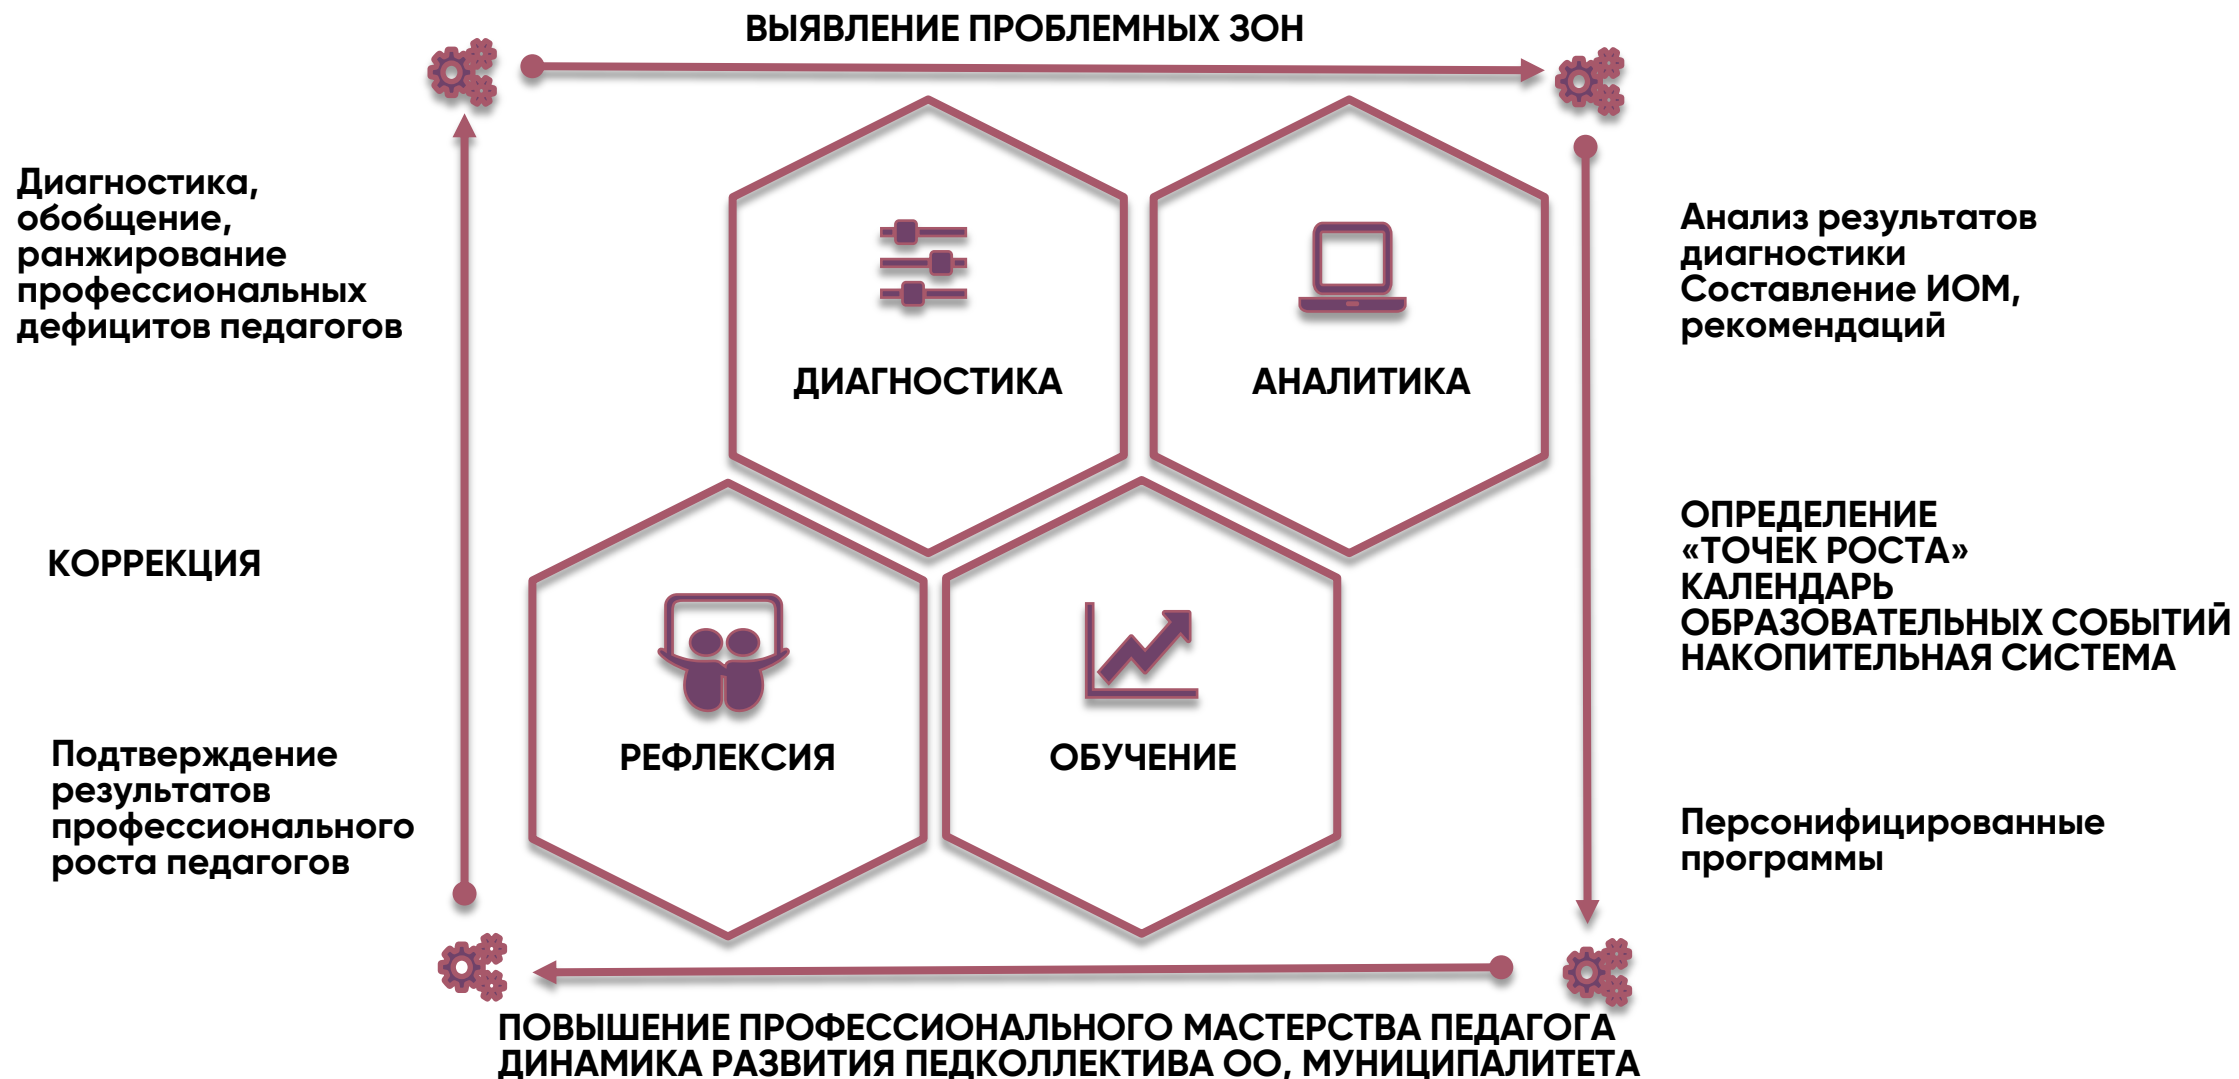 ВЫЯВЛЕНИЕ ПРОБЛЕМНЫХ ЗОН
Диагностика,
обобщение,
ранжирование
профессиональных
дефицитов педагогов
ДИАГНОСТИКА
АНАЛИТИКА
Анализ результатов
диагностики
Составление ИОМ,
рекомендаций
КОРРЕКЦИЯ
ОПРЕДЕЛЕНИЕ
«ТОЧЕК РОСТА»
КАЛЕНДАРЬ
ОБРАЗОВАТЕЛЬНЫХ СОБЫТИЙ
НАКОПИТЕЛЬНАЯ СИСТЕМА
Подтверждение
результатов
профессионального
роста педагогов
РЕФЛЕКСИЯ
ОБУЧЕНИЕ
Персонифицированные
программы
ПОВЫШЕНИЕ ПРОФЕССИОНАЛЬНОГО МАСТЕРСТВА ПЕДАГОГА
ДИНАМИКА РАЗВИТИЯ ПЕДКОЛЛЕКТИВА ОО, МУНИЦИПАЛИТЕТА